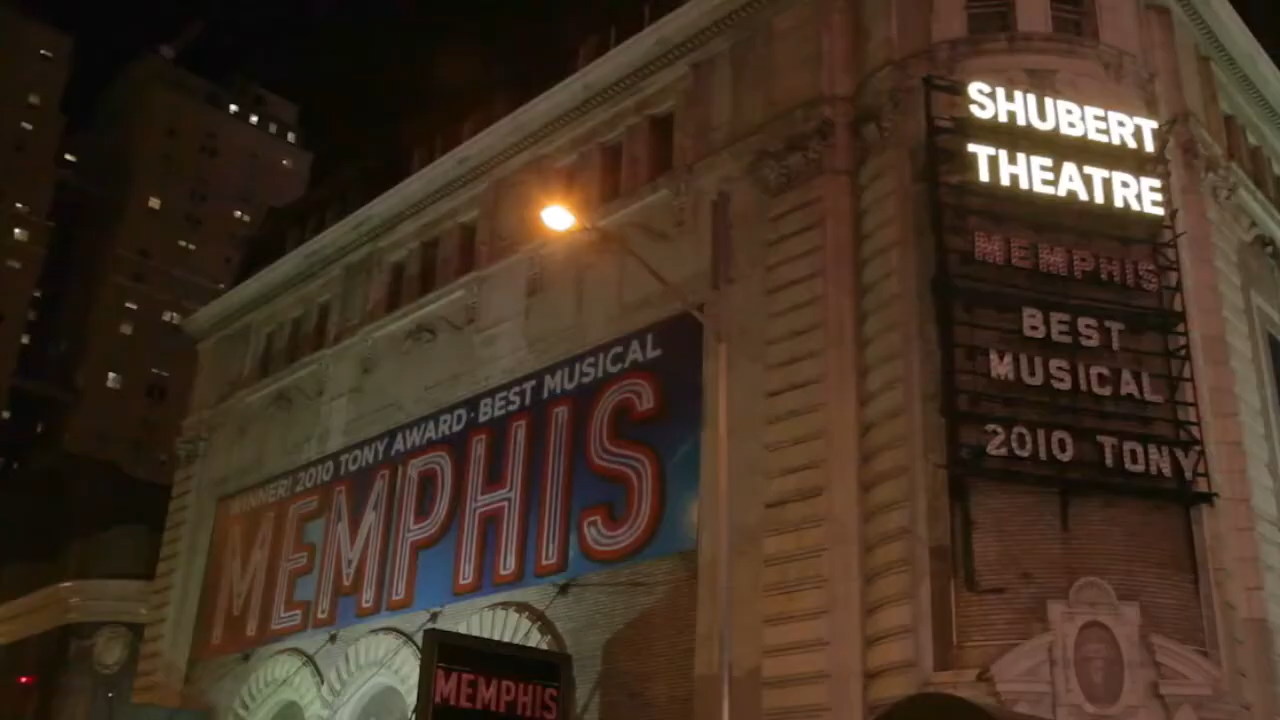 WINNER! 2010 TONY AWARD · BEST MUSICAL
MEMPHIS
MEMPHIS
SHUBERT
THEATRE
MEMPHIS
BEST
MUSICAL
2010 TONY